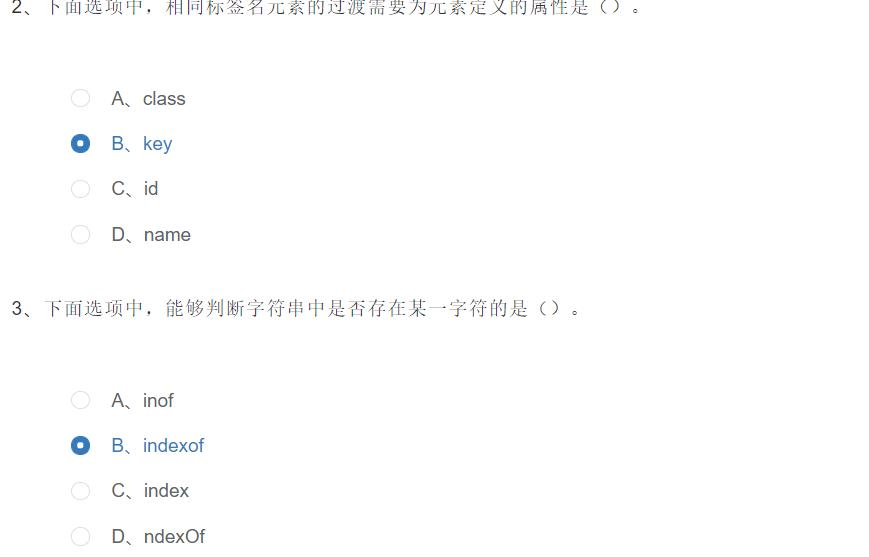 2、下面选项中，相同标签名元素的过渡需要为元素定义的属性是（）。
A、class
B、key
C、id
D、name
3、下面选项中，能够判断字符串中是否存在某一字符的是（）。
A、inof
B、indexof
C、index
D、ndexOf